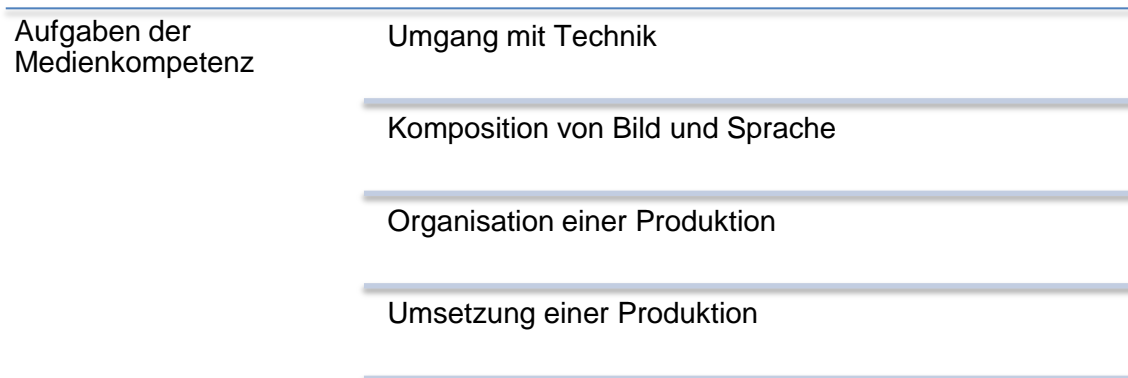 Aufgaben der
Medienkompetenz
Umgang mit Technik
Komposition von Bild und Sprache
Organisation einer Produktion
Umsetzung einer Produktion